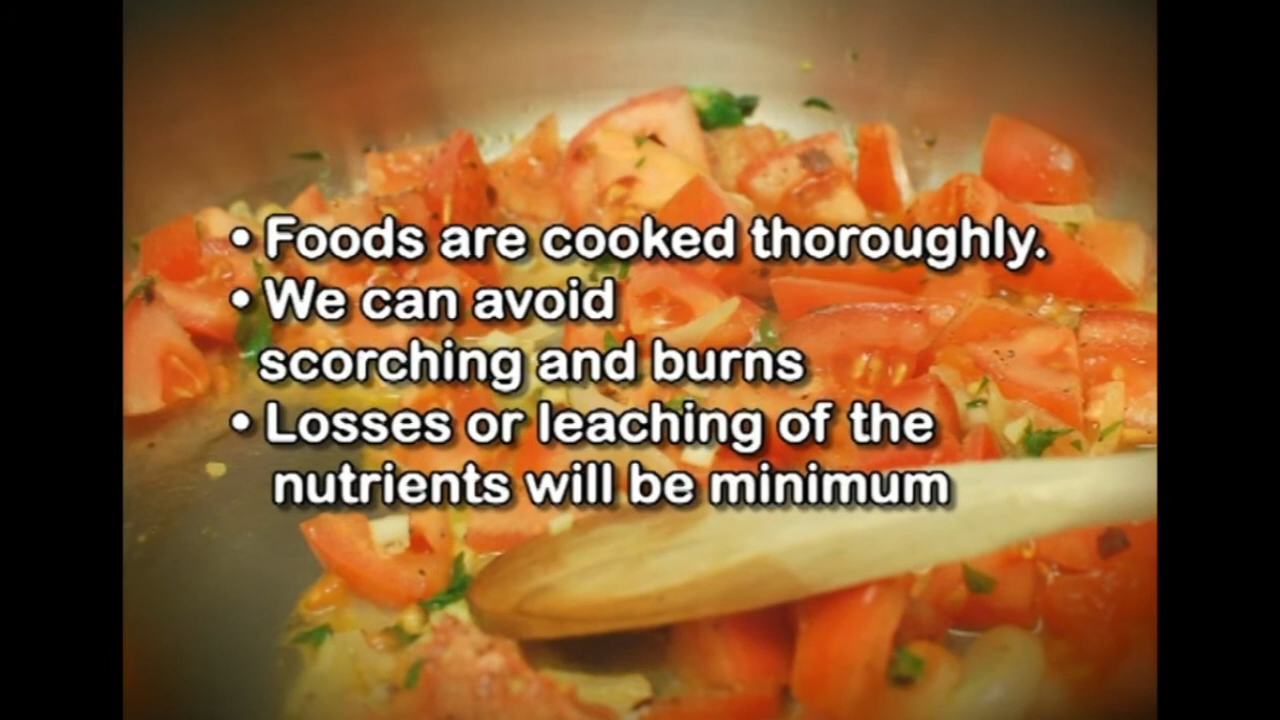 • Foods are cooked thoroughly.
• We can avoid
scorching and burns
• Losses or leaching of the
nutrients will be minimum